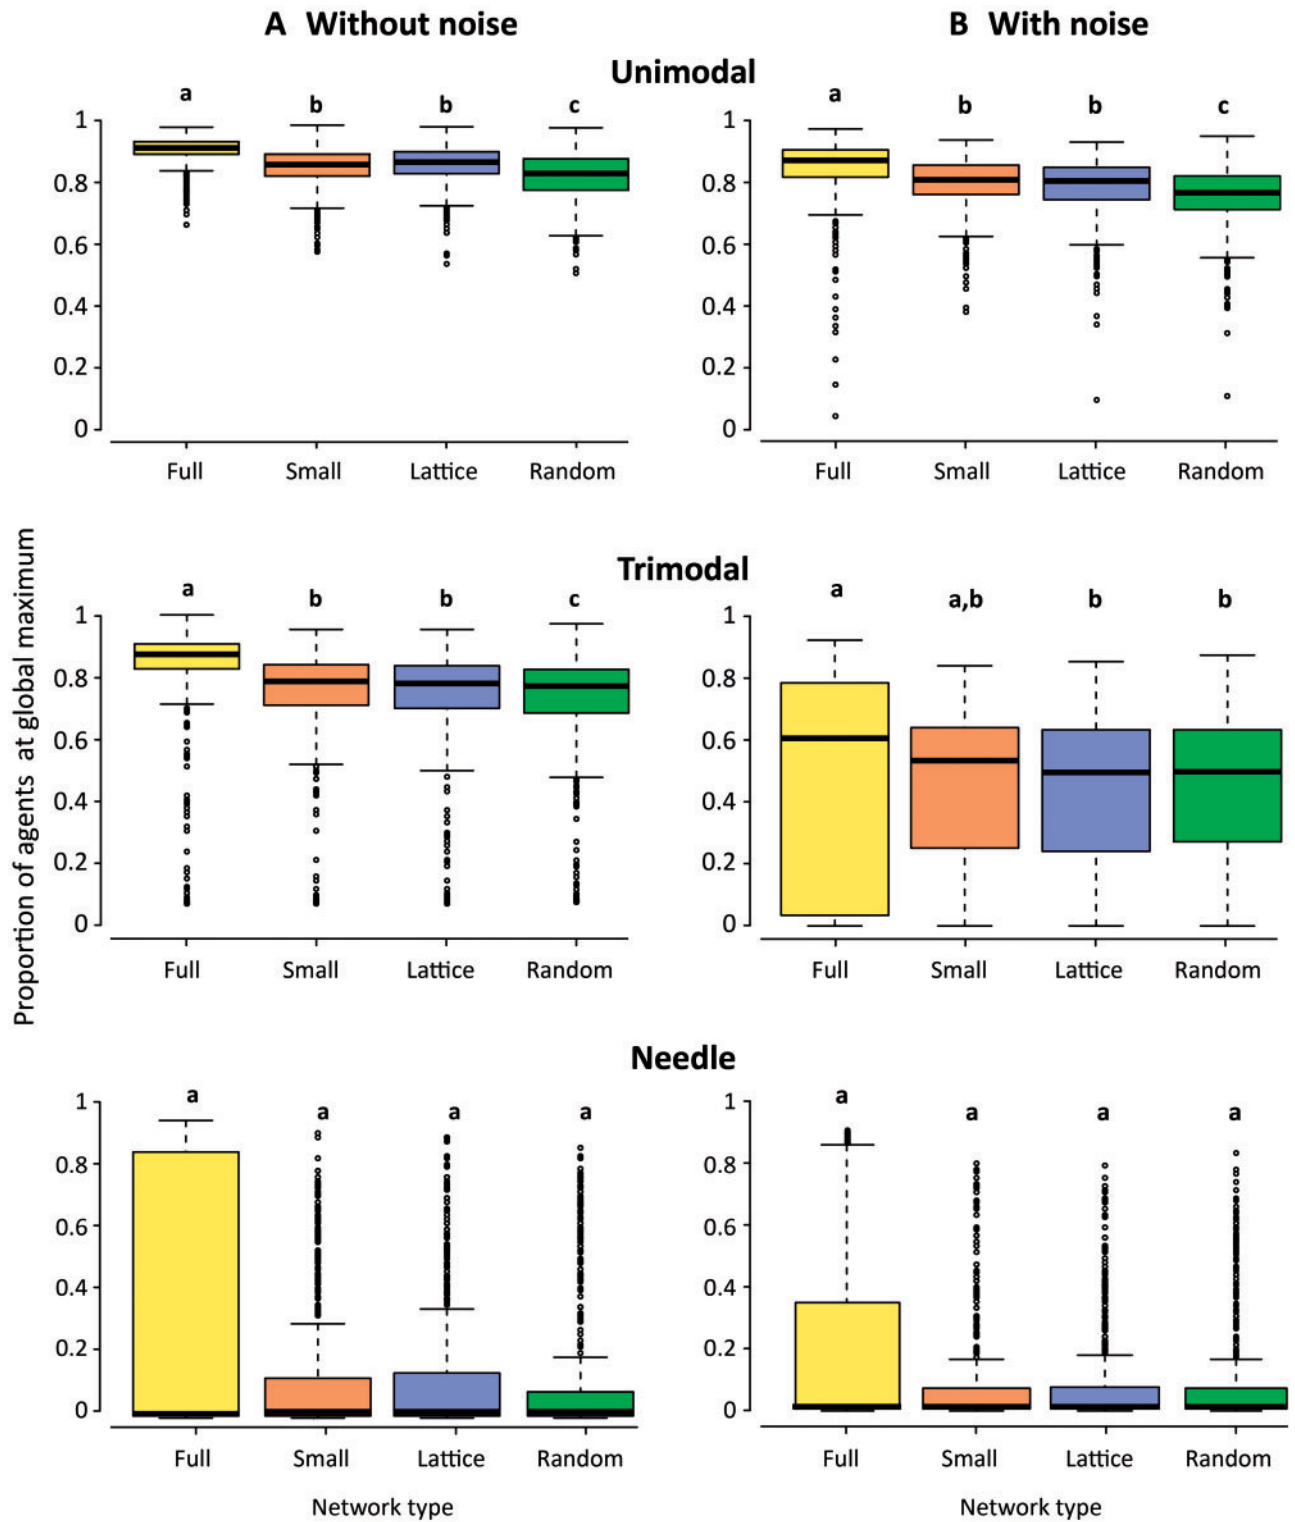 A Without noise
B With noise
Unimodal
a b b c
a b b c
1
0.8
0.6
0.4
0.2
0
1
0.8
0.6
0.4
0.2
0
Full Small Lattice Random
Full Small Lattice Random
Proportion of agents at global maximum
Trimodal
a b b c
a a,b b b
1
0.8
0.6
0.4
0.2
0
1
0.8
0.6
0.4
0.2
0
Full Small Lattice Random
Full Small Lattice Random
Needle
a a a a
a a a a
1
0.8
0.6
0.4
0.2
0
1
0.8
0.6
0.4
0.2
0
Full Small Lattice Random
Full Small Lattice Random
Network type
Network type